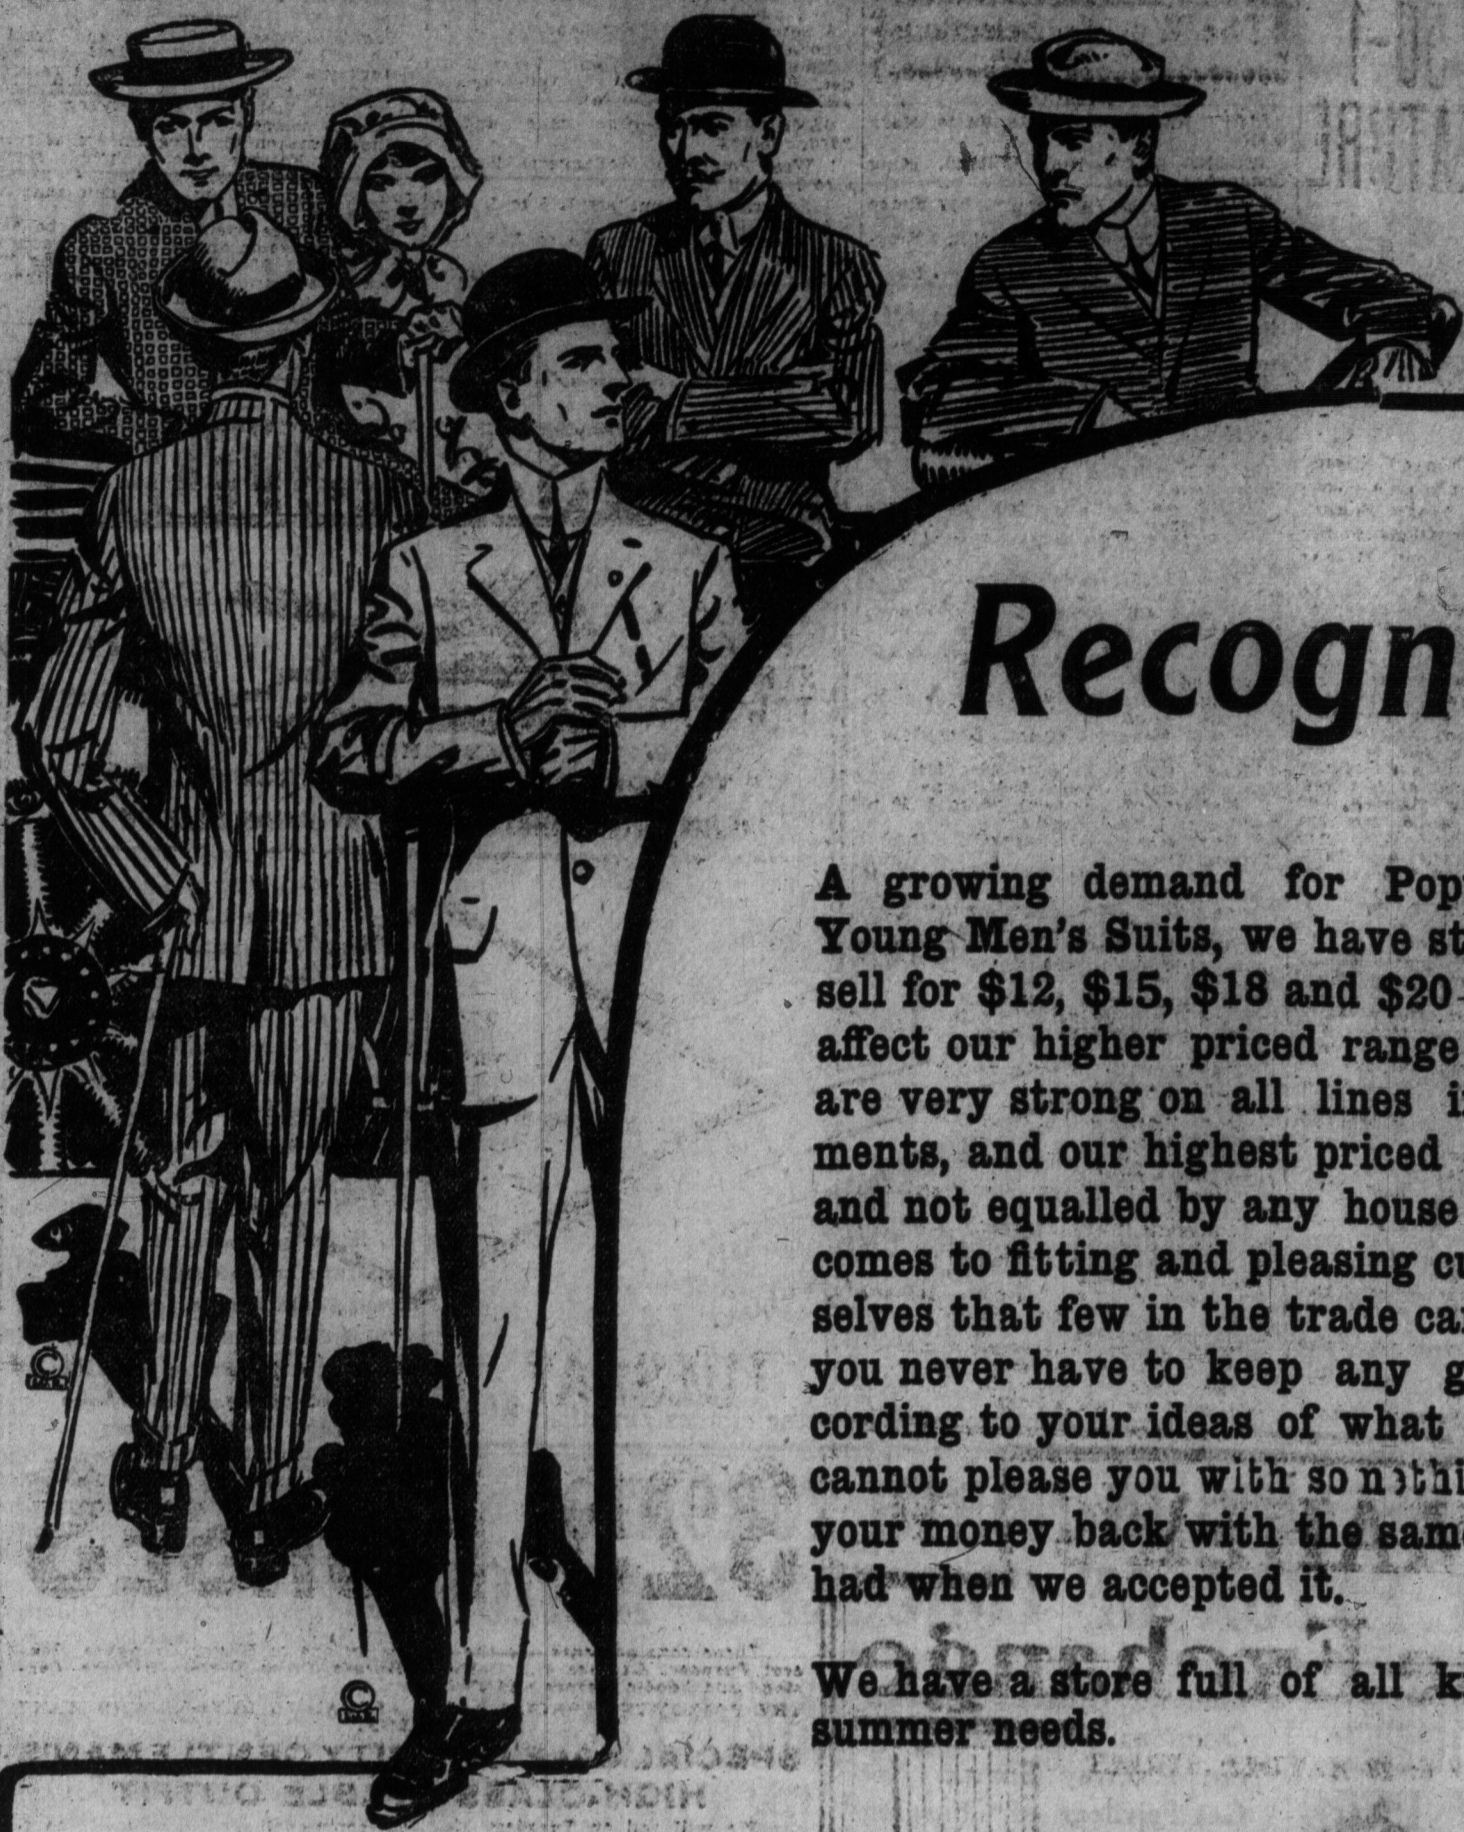 Recogn
A growing demand for Pop
Young Men's Suits, we have st
sell for $12, $15, $18 and $20
affect our higher priced range
are very strong on all lines i
ments, and our highest priced
and not equalled by any house
comes to fitting and pleasing cu
selves that few in the trade ca
you never have to keep any g
cording to your ideas of what
cannot please you with so n thi
your money back with the same
had when we accepted it.
We have a store full of all k
summer needs.